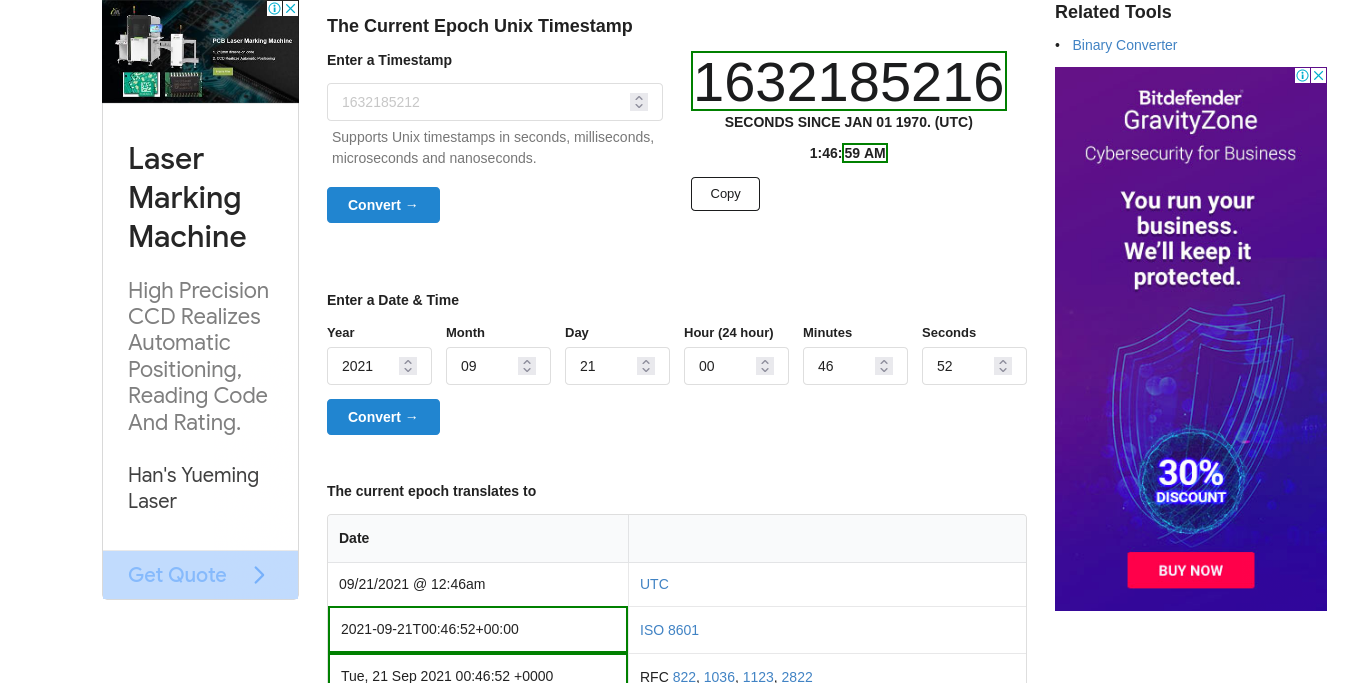 PCB Laser Marking Machine
Laser
Marking
Machine
High Precision
CCD Realizes
Automatic
Positioning,
Reading Code
And Rating.
Han's Yueming
Laser
Get Quote
The Current Epoch Unix Timestamp
Enter a Timestamp
1632185212
Supports Unix timestamps in seconds, milliseconds,
microseconds and nanoseconds.
Convert →
1632185216
SECONDS SINCE JAN 01 1970. (UTC)
1:46:59 AM
Copy
Enter a Date & Time
Year Month Day Hour (24 hour) Minutes Seconds
2021 09 21 00 46 52
Convert →
The current epoch translates to
Date
09/21/2021 @ 12:46am UTC
2021-09-21T00:46:52+00:00 ISO 8601
Tue, 21 Sep 2021 00:46:52 +0000 RFC 822, 1036, 1123, 2822
Related Tools
• Binary Converter
Bitdefender
GravityZone
Cybersecurity for Business
You run your
business.
We'll keep it
protected.
30%
DISCOUNT
BUY NOW